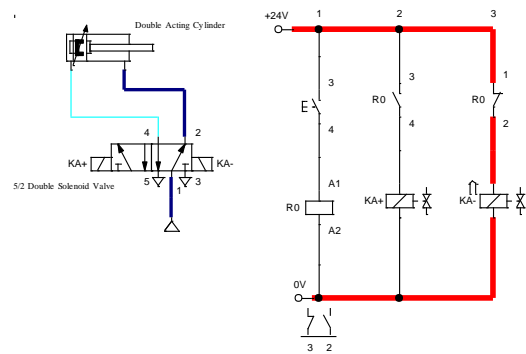 Double Acting Cylinder
4 2
KA+ KA-
5 1 3
5/2 Double Solenoid Valve
+24V 1 2 3
3 3 1
E R0 R0
4 4 2
A1
R0 KA+ KA-
A2
0V
3 2